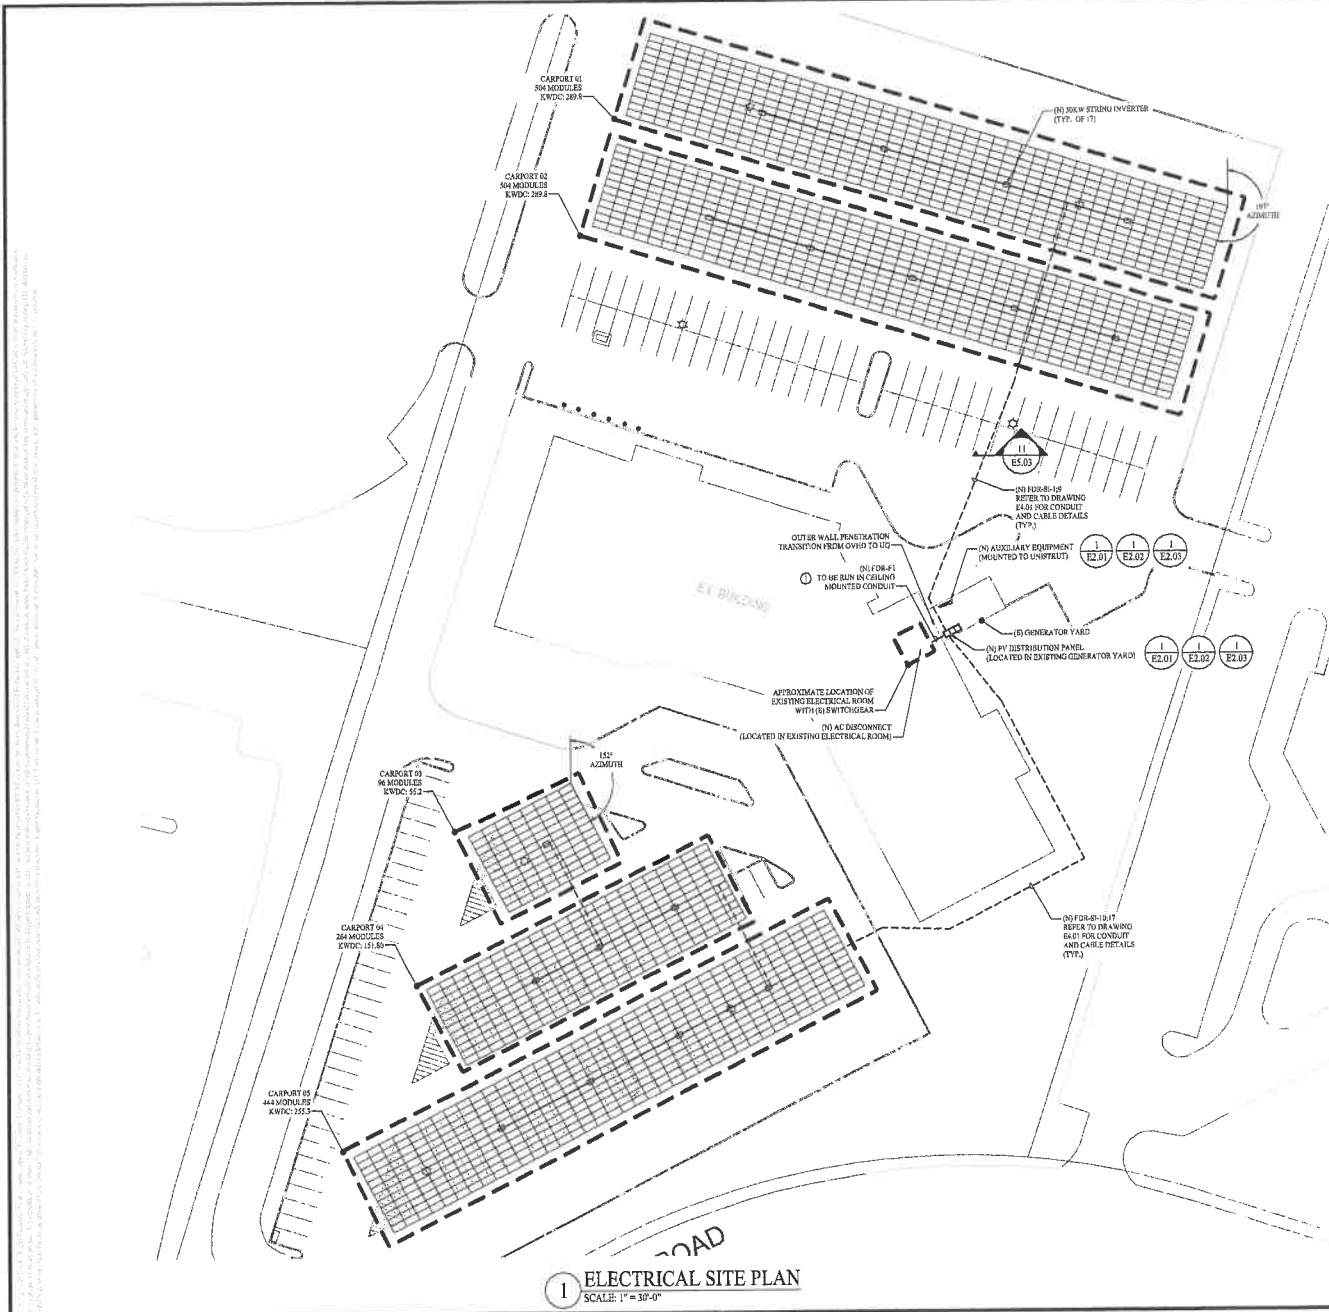 CARPORT 01
504 MODULES
KWDC: 289.8
(N) 50KW STRING INVERTER
(TYP. OF 17)
CARPORT 02
504 MODULES
KWDC: 289.8
AZIMUTH
11
E5.03
(N) FDR-SI-1:9
REFER TO DRAWING
E4.01 FOR CONDUIT
AND CABLE DETAILS
(TYP.)
OUTER WALL PENETRATION
TRANSITION FROM OVHD TO UG
(N) AUXILIARY EQUIPMENT
(MOUNTED TO UNISTRUT)
1
E2.01
1
E2.02
1
E2.03
(N) FDR-F1
1 TO BE RUN IN CEILING
MOUNTED CONDUIT
EX BUILDING
(E) GENERATOR YARD
(N) PV DISTRIBUTION PANEL
(LOCATED IN EXISTING GENERATOR YARD)
1
E2.01
1
E2.02
1
E2.03
APPROXIMATE LOCATION OF
EXISTING ELECTRICAL ROOM
WITH (E) SWITCHGEAR
(N) AC DISCONNECT
(LOCATED IN EXISTING ELECTRICAL ROOM)
152°
AZIMUTH
CARPORT 03
96 MODULES
KWDC: 55.2
CARPORT 04
264 MODULES
KWDC: 151.80
(N) FDR-SI-10:17
REFER TO DRAWING
E4.01 FOR CONDUIT
AND CABLE DETAILS
(TYP.)
CARPORT 05
444 MODULES
KWDC: 255.3
ROAD
1 ELECTRICAL SITE PLAN
SCALE: 1" = 30'-0"